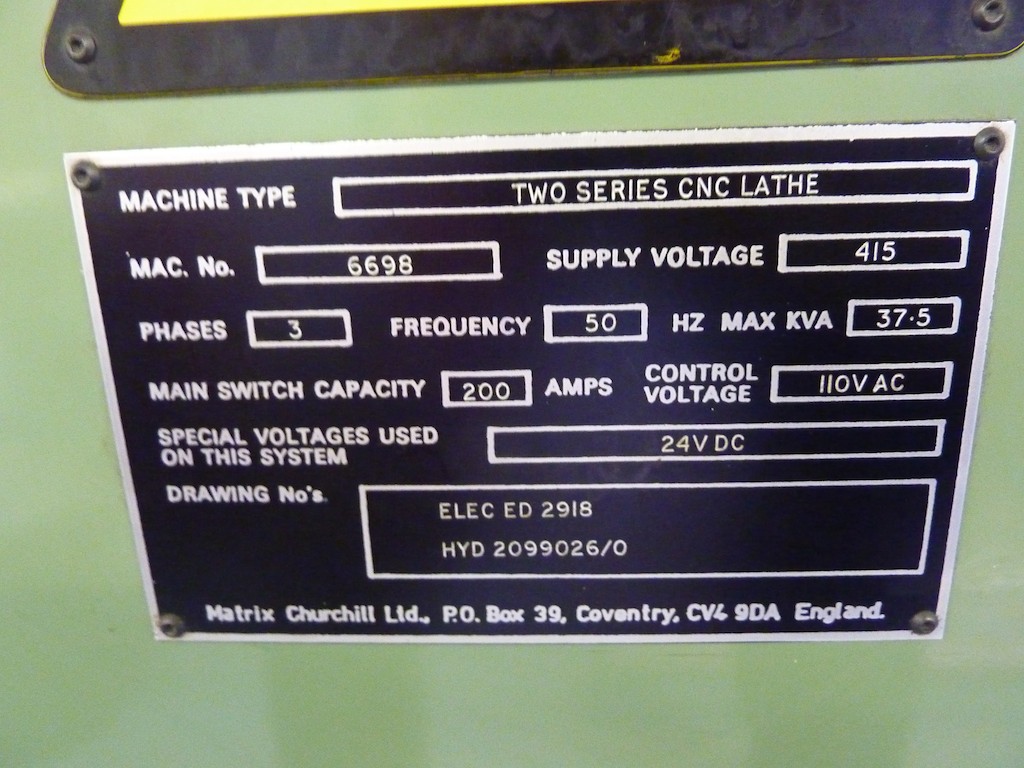 MACHINE TYPE TWO SERIES CNC LATHE
MAC. No. 6698 SUPPLY VOLTAGE 415
PHASES 3 FREQUENCY 50 HZ MAX KVA 37·5
MAIN SWITCH CAPACITY 200 AMPS CONTROL VOLTAGE 110V AC
SPECIAL VOLTAGES USED
ON THIS SYSTEM 24V DC
DRAWING No's. ELEC ED 2918
HYD 2099026/0
Matrix Churchill Ltd., P.O. Box 39, Coventry, CV4 9DA England.